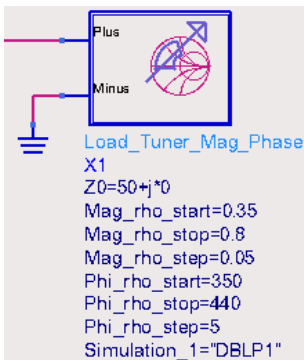 Plus
Minus
Load_Tuner_Mag_Phase
X1
Z0=50+j*0
Mag_rho_start=0.35
Mag_rho_stop=0.8
Mag_rho_step=0.05
Phi_rho_start=350
Phi_rho_stop=440
Phi_rho_step=5
Simulation_1="DBLP1"